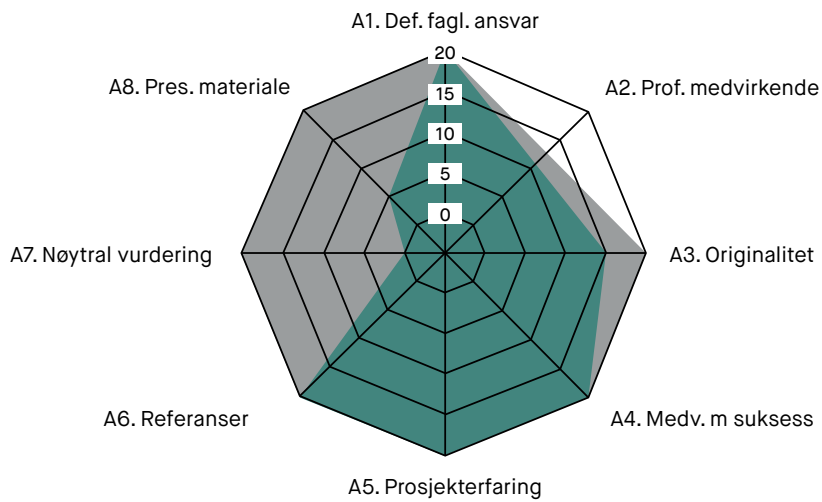 A1. Def. fagl. ansvar
20
A8. Pres. materiale
A2. Prof. medvirkende
15
10
5
0
A7. Nøytral vurdering
A3. Originalitet
A6. Referanser
A4. Medv. m suksess
A5. Prosjekterfaring